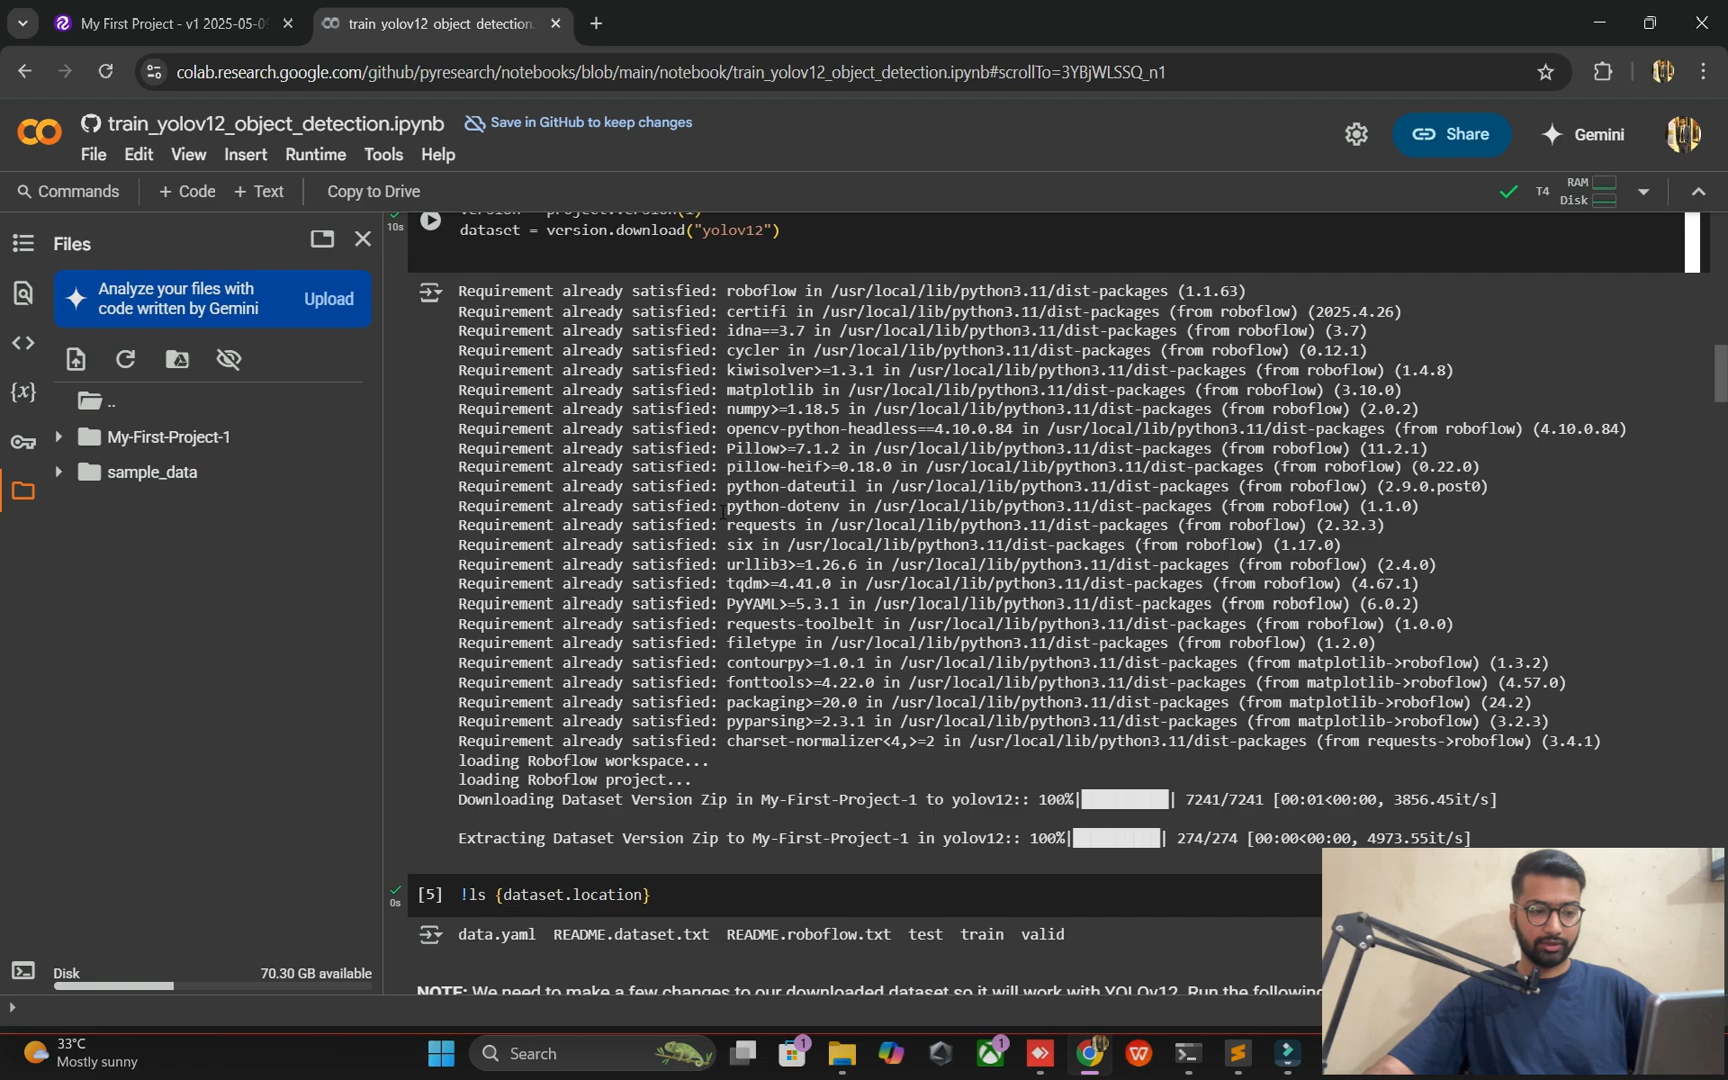 My First Project - v1 2025-05-0
train yolov12 object detection.
colab.research.google.com/github/pyresearch/notebooks/blob/main/notebook/train_yolov12_object_detection.ipynb#scrollTo=3YBjWLSSQ_n1
train_yolov12_object_detection.ipynb
Save in GitHub to keep changes
Share
Gemini
File Edit View Insert Runtime Tools Help
Commands + Code + Text Copy to Drive
T4 RAM
Disk
Files
Analyze your files with
code written by Gemini
Upload
..
My-First-Project-1
sample_data
Disk 70.30 GB available
10s
dataset = version.download("yolov12")
Requirement already satisfied: roboflow in /usr/local/lib/python3.11/dist-packages (1.1.63)
Requirement already satisfied: certifi in /usr/local/lib/python3.11/dist-packages (from roboflow) (2025.4.26)
Requirement already satisfied: idna==3.7 in /usr/local/lib/python3.11/dist-packages (from roboflow) (3.7)
Requirement already satisfied: cycler in /usr/local/lib/python3.11/dist-packages (from roboflow) (0.12.1)
Requirement already satisfied: kiwisolver>=1.3.1 in /usr/local/lib/python3.11/dist-packages (from roboflow) (1.4.8)
Requirement already satisfied: matplotlib in /usr/local/lib/python3.11/dist-packages (from roboflow) (3.10.0)
Requirement already satisfied: numpy>=1.18.5 in /usr/local/lib/python3.11/dist-packages (from roboflow) (2.0.2)
Requirement already satisfied: opencv-python-headless==4.10.0.84 in /usr/local/lib/python3.11/dist-packages (from roboflow) (4.10.0.84)
Requirement already satisfied: Pillow>=7.1.2 in /usr/local/lib/python3.11/dist-packages (from roboflow) (11.2.1)
Requirement already satisfied: pillow-heif>=0.18.0 in /usr/local/lib/python3.11/dist-packages (from roboflow) (0.22.0)
Requirement already satisfied: python-dateutil in /usr/local/lib/python3.11/dist-packages (from roboflow) (2.9.0.post0)
Requirement already satisfied: python-dotenv in /usr/local/lib/python3.11/dist-packages (from roboflow) (1.1.0)
Requirement already satisfied: requests in /usr/local/lib/python3.11/dist-packages (from roboflow) (2.32.3)
Requirement already satisfied: six in /usr/local/lib/python3.11/dist-packages (from roboflow) (1.17.0)
Requirement already satisfied: urllib3>=1.26.6 in /usr/local/lib/python3.11/dist-packages (from roboflow) (2.4.0)
Requirement already satisfied: tqdm>=4.41.0 in /usr/local/lib/python3.11/dist-packages (from roboflow) (4.67.1)
Requirement already satisfied: PyYAML>=5.3.1 in /usr/local/lib/python3.11/dist-packages (from roboflow) (6.0.2)
Requirement already satisfied: requests-toolbelt in /usr/local/lib/python3.11/dist-packages (from roboflow) (1.0.0)
Requirement already satisfied: filetype in /usr/local/lib/python3.11/dist-packages (from roboflow) (1.2.0)
Requirement already satisfied: contourpy>=1.0.1 in /usr/local/lib/python3.11/dist-packages (from matplotlib->roboflow) (1.3.2)
Requirement already satisfied: fonttools>=4.22.0 in /usr/local/lib/python3.11/dist-packages (from matplotlib->roboflow) (4.57.0)
Requirement already satisfied: packaging>=20.0 in /usr/local/lib/python3.11/dist-packages (from matplotlib->roboflow) (24.2)
Requirement already satisfied: pyparsing>=2.3.1 in /usr/local/lib/python3.11/dist-packages (from matplotlib->roboflow) (3.2.3)
Requirement already satisfied: charset-normalizer<4,>=2 in /usr/local/lib/python3.11/dist-packages (from requests->roboflow) (3.4.1)
loading Roboflow workspace...
loading Roboflow project...
Downloading Dataset Version Zip in My-First-Project-1 to yolov12:: 100%|██████████| 7241/7241 [00:01<00:00, 3856.45it/s]
Extracting Dataset Version Zip to My-First-Project-1 in yolov12:: 100%|██████████| 274/274 [00:00<00:00, 4973.55it/s]
0s
[5] !ls {dataset.location}
data.yaml README.dataset.txt README.roboflow.txt test train valid
NOTE: We need to make a few changes to our downloaded dataset so it will work with YOLOv12. Run the following
33°C
Mostly sunny
Search
1
1